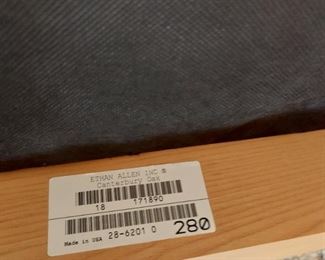 ETHAN ALLEN INC ®
Canterbury Oak
18 171890
Made in USA 28-6201 0 280